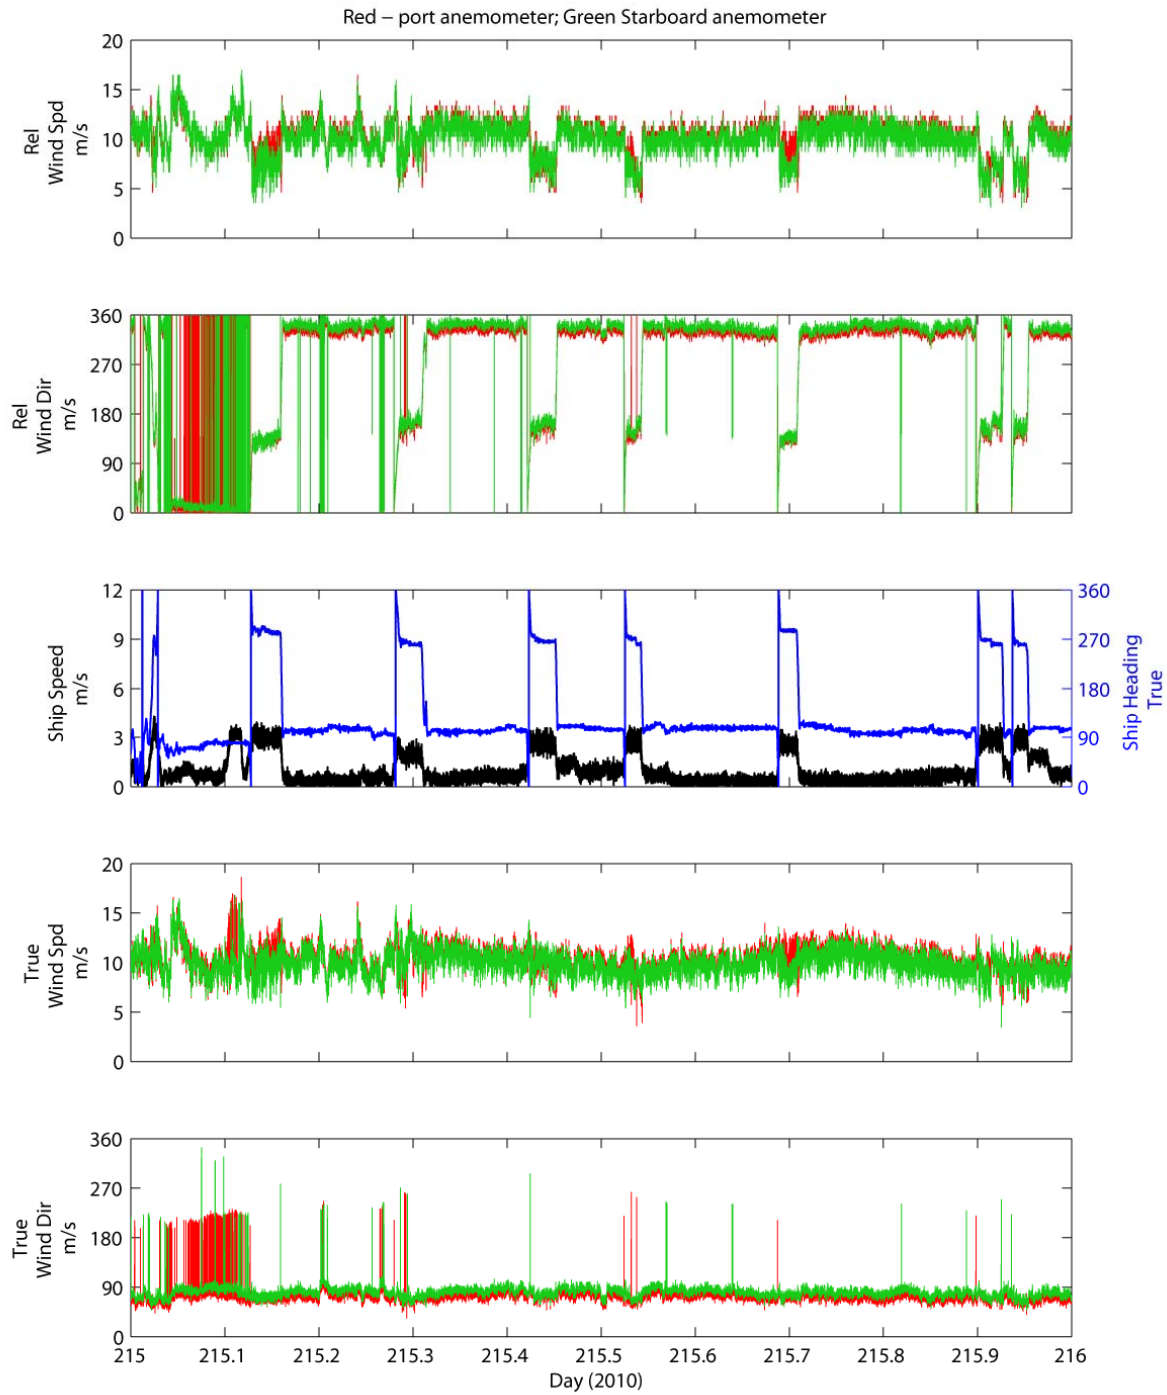 Red – port anemometer; Green Starboard anemometer
20
15
10
5
0
Rel
Wind Spd
m/s
360
270
180
90
0
Rel
Wind Dir
m/s
12
9
6
3
0
Ship Speed
m/s
360
270
180
90
0
Ship Heading
True
20
15
10
5
0
True
Wind Spd
m/s
360
270
180
90
0
True
Wind Dir
m/s
215
215.1
215.2
215.3
215.4
215.5
215.6
215.7
215.8
215.9
216
Day (2010)